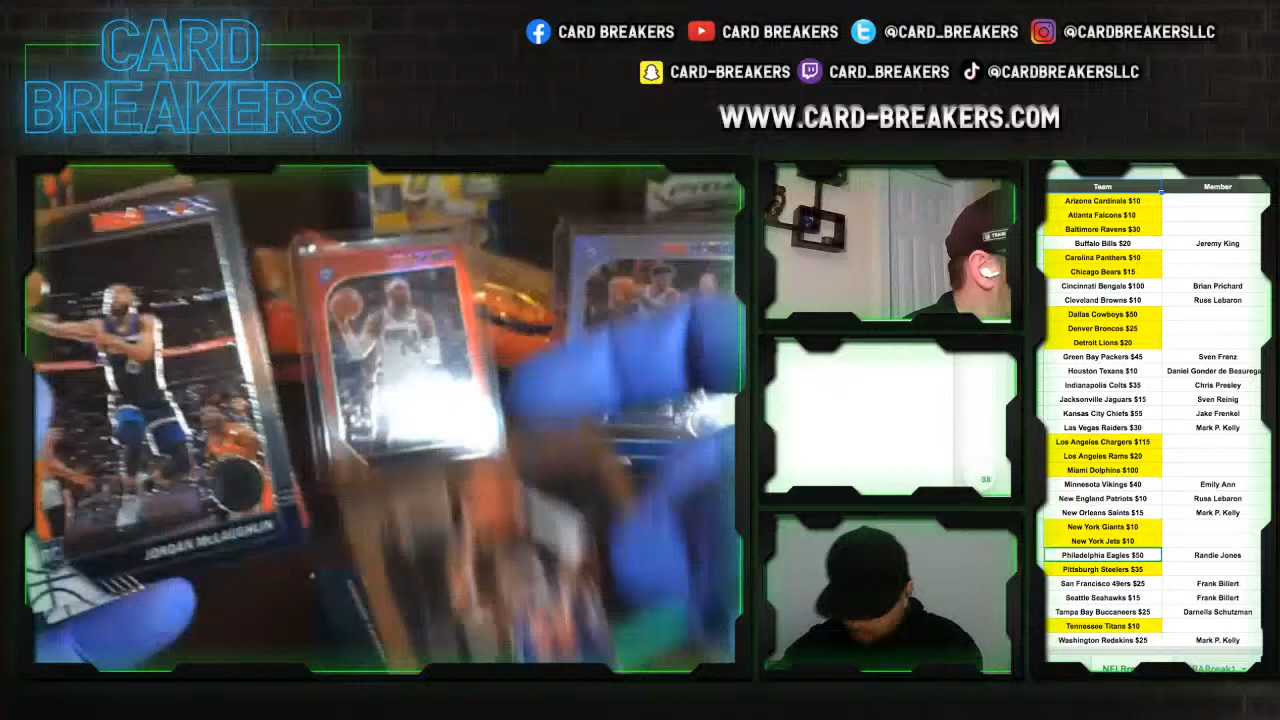 CARD
BREAKERS
CARD BREAKERS CARD BREAKERS @CARD_BREAKERS @CARDBREAKERSLLC
CARD-BREAKERS CARD_BREAKERS @CARDBREAKERSLLC
WWW.CARD-BREAKERS.COM
JORDAN McLAUGHLIN
38
Team Member
Arizona Cardinals $10
Atlanta Falcons $10
Baltimore Ravens $30
Buffalo Bills $20 Jeremy King
Carolina Panthers $10
Chicago Bears $15
Cincinnati Bengals $100 Brian Prichard
Cleveland Browns $10 Russ Lebaron
Dallas Cowboys $50
Denver Broncos $25
Detroit Lions $20
Green Bay Packers $45 Sven Franz
Houston Texans $10 Daniel Gonder de Beaurega
Indianapolis Colts $35 Chris Presley
Jacksonville Jaguars $15 Sven Reinig
Kansas City Chiefs $55 Jake Frenkel
Las Vegas Raiders $30 Mark P. Kelly
Los Angeles Chargers $115
Los Angeles Rams $20
Miami Dolphins $100
Minnesota Vikings $40 Emily Ann
New England Patriots $10 Russ Lebaron
New Orleans Saints $15 Mark P. Kelly
New York Giants $10
New York Jets $10
Philadelphia Eagles $50 Randie Jones
Pittsburgh Steelers $35
San Francisco 49ers $25 Frank Billert
Seattle Seahawks $15 Frank Billert
Tampa Bay Buccaneers $25 Darnella Schutzman
Tennessee Titans $10
Washington Redskins $25 Mark P. Kelly